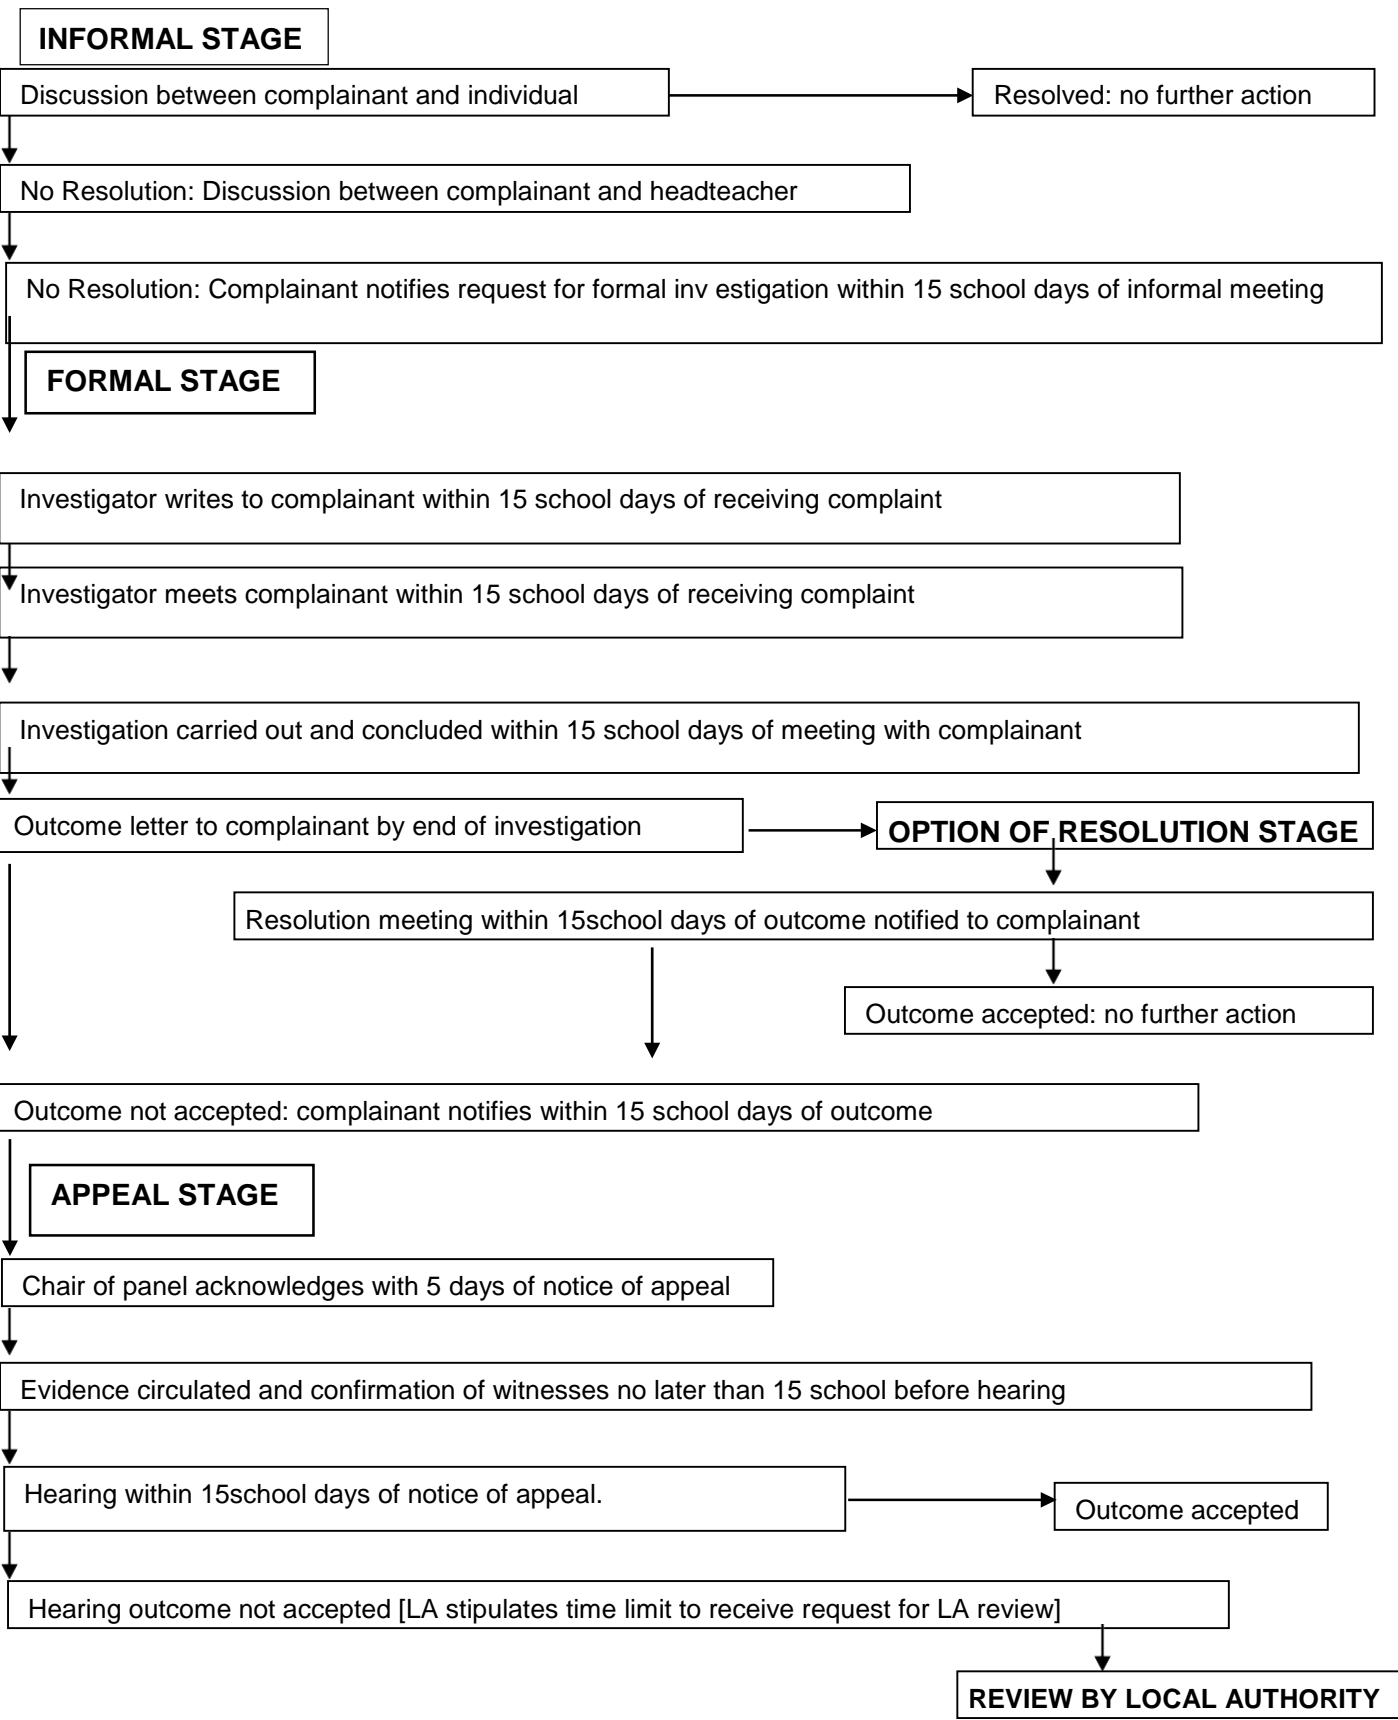 INFORMAL STAGE
Discussion between complainant and individual
Resolved: no further action
No Resolution: Discussion between complainant and headteacher
No Resolution: Complainant notifies request for formal inv estigation within 15 school days of informal meeting
FORMAL STAGE
Investigator writes to complainant within 15 school days of receiving complaint
Investigator meets complainant within 15 school days of receiving complaint
Investigation carried out and concluded within 15 school days of meeting with complainant
Outcome letter to complainant by end of investigation
OPTION OF RESOLUTION STAGE
Resolution meeting within 15school days of outcome notified to complainant
Outcome accepted: no further action
Outcome not accepted: complainant notifies within 15 school days of outcome
APPEAL STAGE
Chair of panel acknowledges with 5 days of notice of appeal
Evidence circulated and confirmation of witnesses no later than 15 school before hearing
Hearing within 15school days of notice of appeal.
Outcome accepted
Hearing outcome not accepted [LA stipulates time limit to receive request for LA review]
REVIEW BY LOCAL AUTHORITY